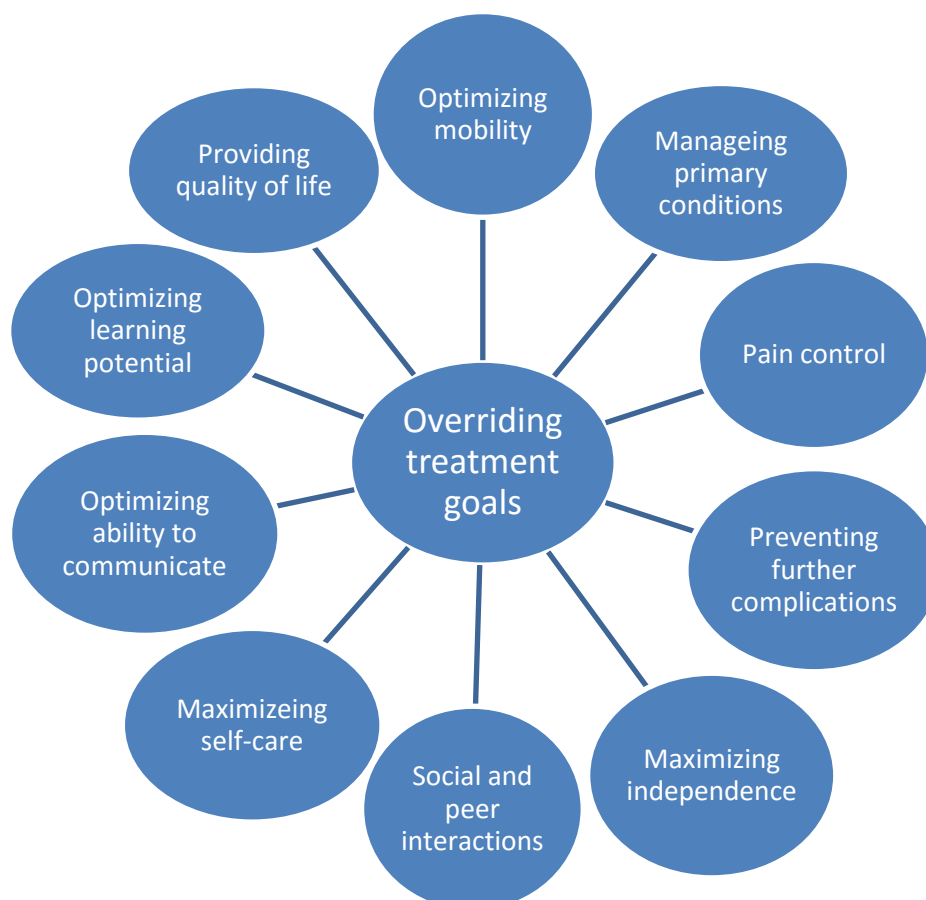 Optimizing
mobility
Manageing
primary
conditions
Pain control
Preventing
further
complications
Maximizing
independence
Social and
peer
interactions
Maximizeing
self-care
Optimizing
ability to
communicate
Optimizing
learning
potential
Providing
quality of life
Overriding
treatment
goals